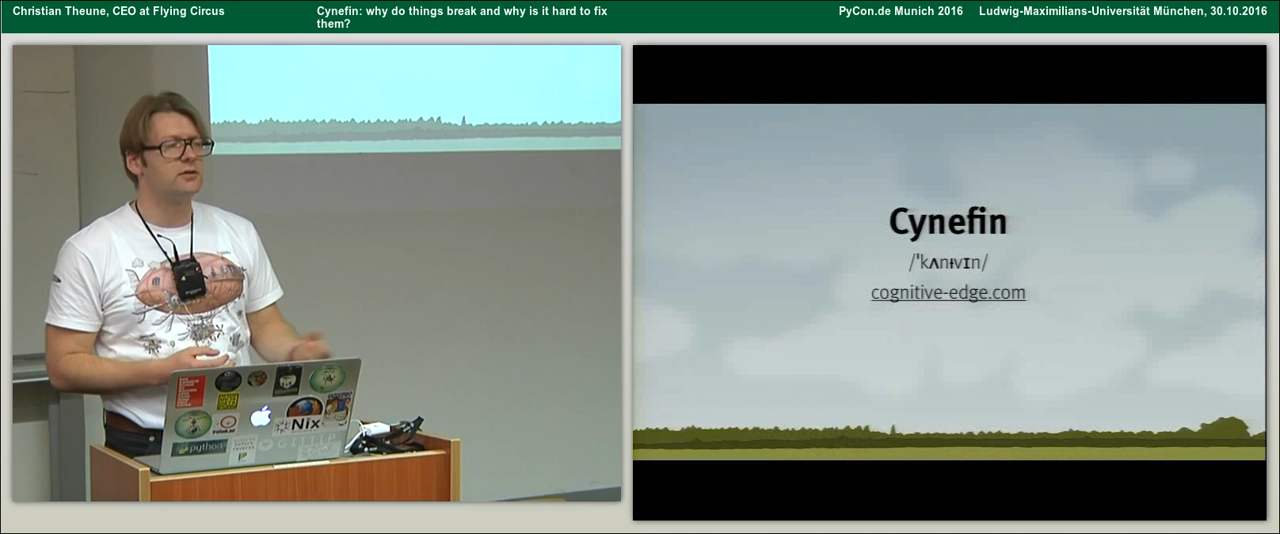 Christian Theune, CEO at Flying Circus
Cynefin: why do things break and why is it hard to fix
them?
PyCon.de Munich 2016 Ludwig-Maximilians-Universität München, 30.10.2016
Cynefin
/ˈkʌnɨvɪn/
cognitive-edge.com
Nix
python